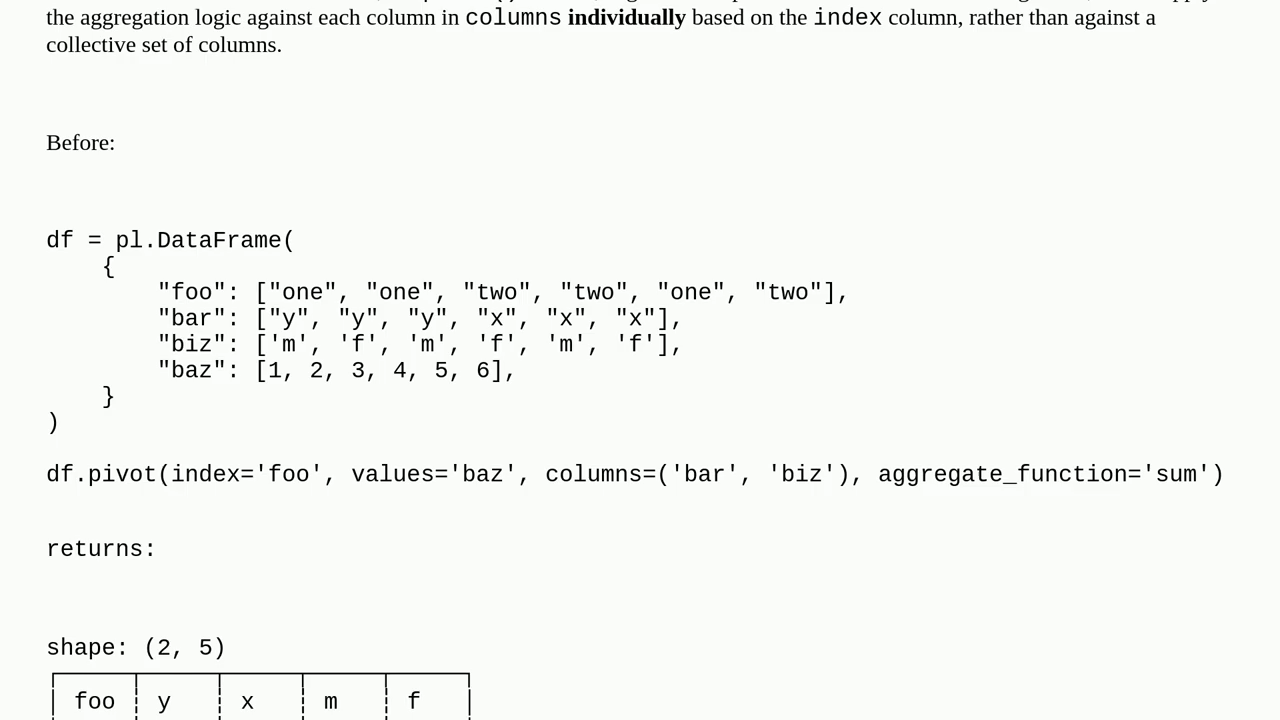 the aggregation logic against each column in columns individually based on the index column, rather than against a
collective set of columns.
Before:
df = pl.DataFrame(
    {
        "foo": ["one", "one", "two", "two", "one", "two"],
        "bar": ["y", "y", "y", "x", "x", "x"],
        "biz": ['m', 'f', 'm', 'f', 'm', 'f'],
        "baz": [1, 2, 3, 4, 5, 6],
    }
)
df.pivot(index='foo', values='baz', columns=('bar', 'biz'), aggregate_function='sum')
returns:
shape: (2, 5)
┌─────┬─────┬─────┬─────┬─────┐
│ foo ┆ y   ┆ x   ┆ m   ┆ f   │